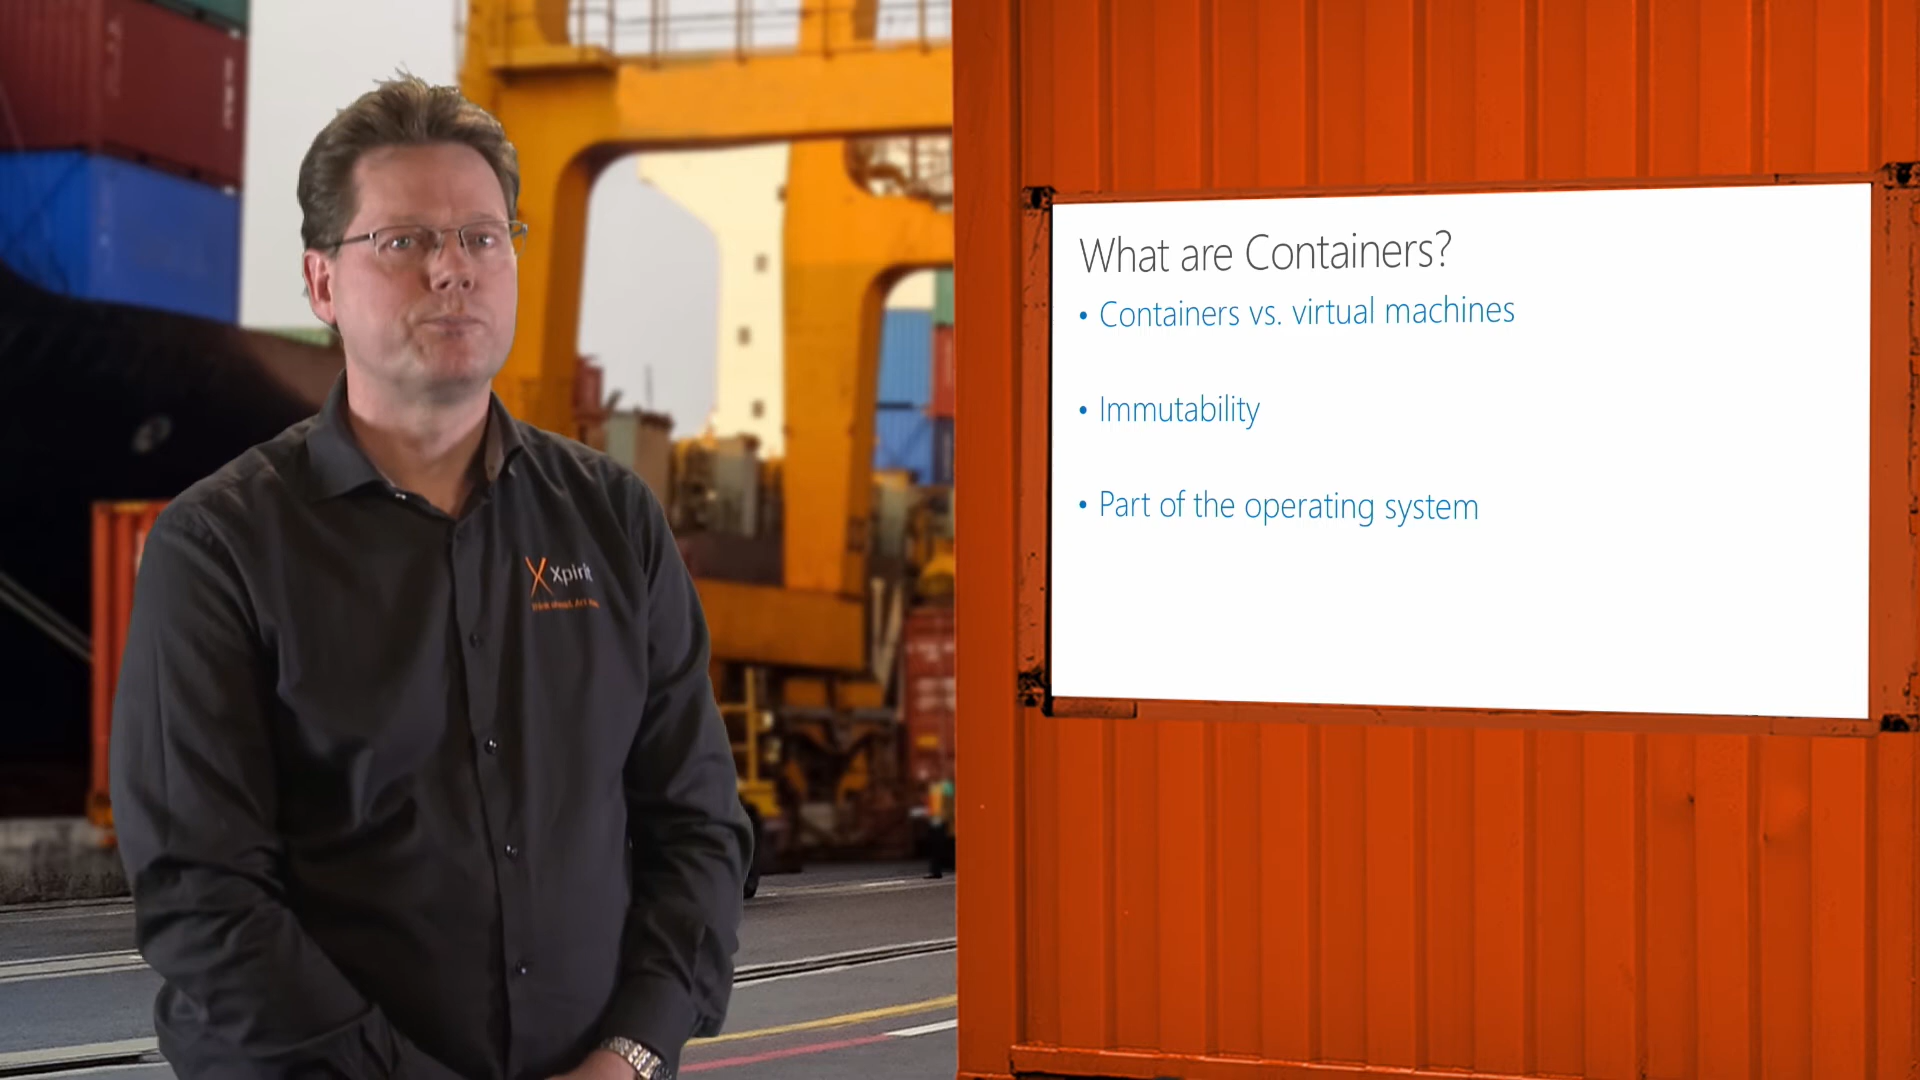 What are Containers?
• Containers vs. virtual machines
• Immutability
• Part of the operating system
Xpirit